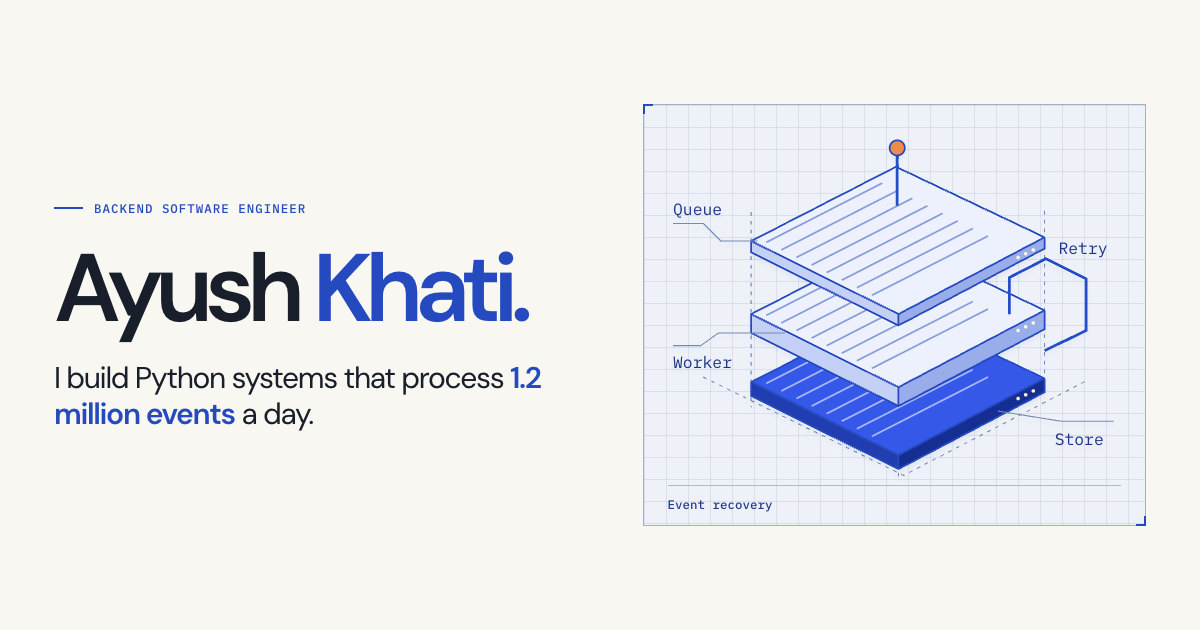 BACKEND SOFTWARE ENGINEER
Ayush Khati.
I build Python systems that process 1.2
million events a day.
Queue
Retry
Worker
Store
Event recovery